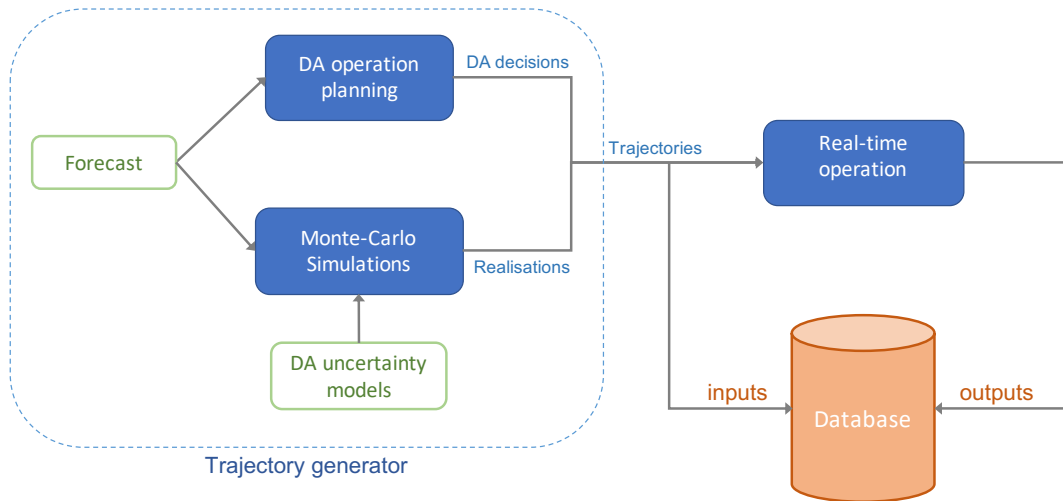 DA operation
planning
DA decisions
Forecast
Trajectories
Real-time
operation
Monte-Carlo
Simulations
Realisations
DA uncertainty
models
inputs
outputs
Database
Trajectory generator